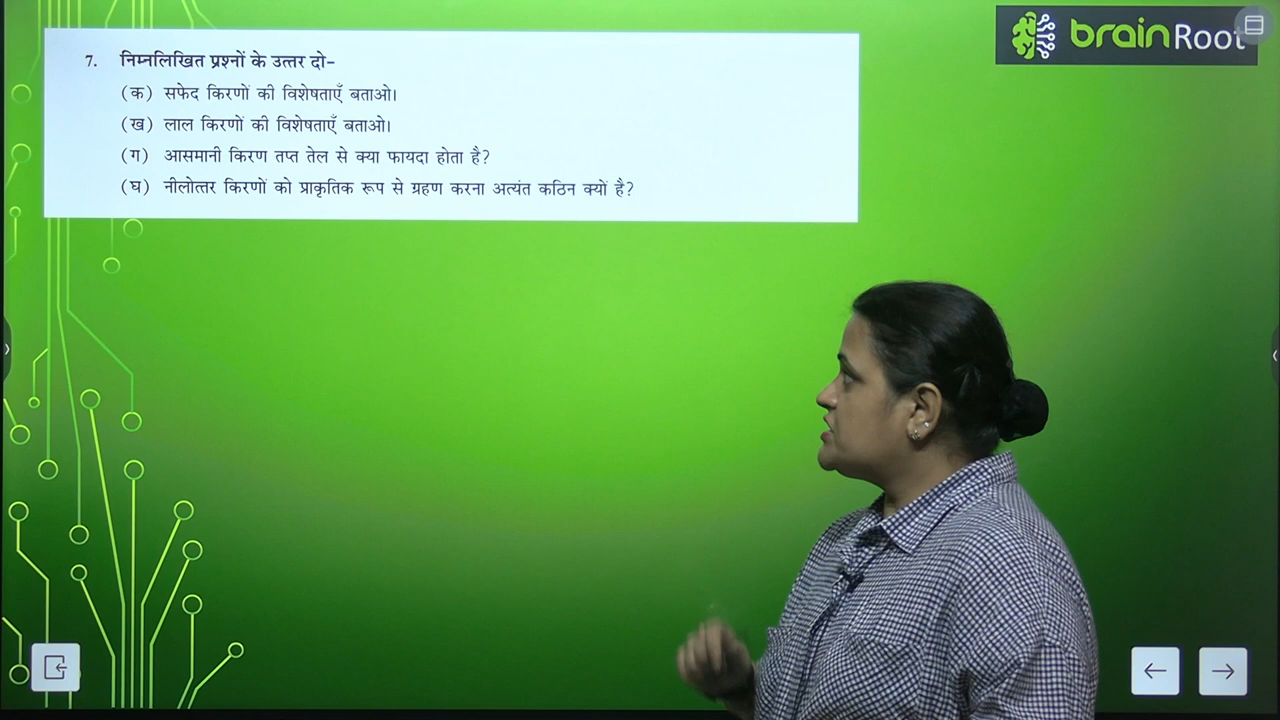 brainRoot
7. निम्नलिखित प्रश्नों के उत्तर दो-
(क) सफेद किरणों की विशेषताएँ बताओ।
(ख) लाल किरणों की विशेषताएँ बताओ।
(ग) आसमानी किरण तप्त तेल से क्या फायदा होता है?
(घ) नीलोत्तर किरणों को प्राकृतिक रूप से ग्रहण करना अत्यंत कठिन क्यों है?